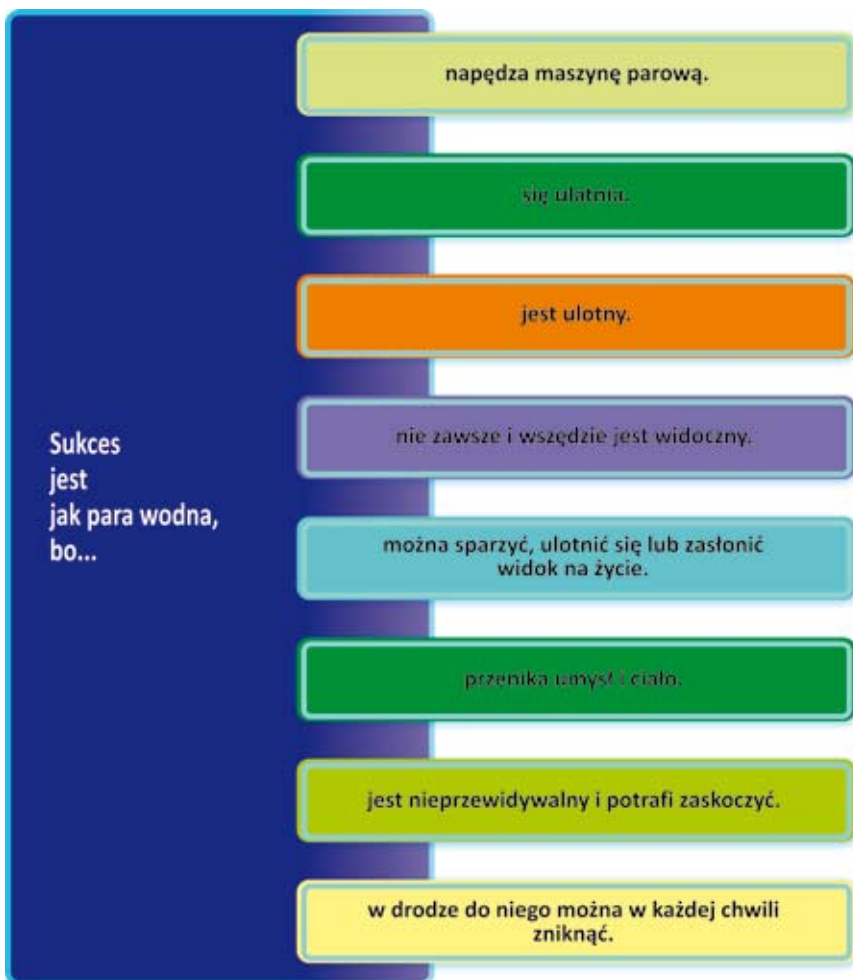 Sukces
jest
jak para wodna,
bo...
napędza maszynę parową.
się ulatnia.
jest ulotny.
nie zawsze i wszędzie jest widoczny.
można sparzyć, ulotnić się lub zasłonić
widok na życie.
przenika umysł i ciało.
jest nieprzewidywalny i potrafi zaskoczyć.
w drodze do niego można w każdej chwili
zniknąć.